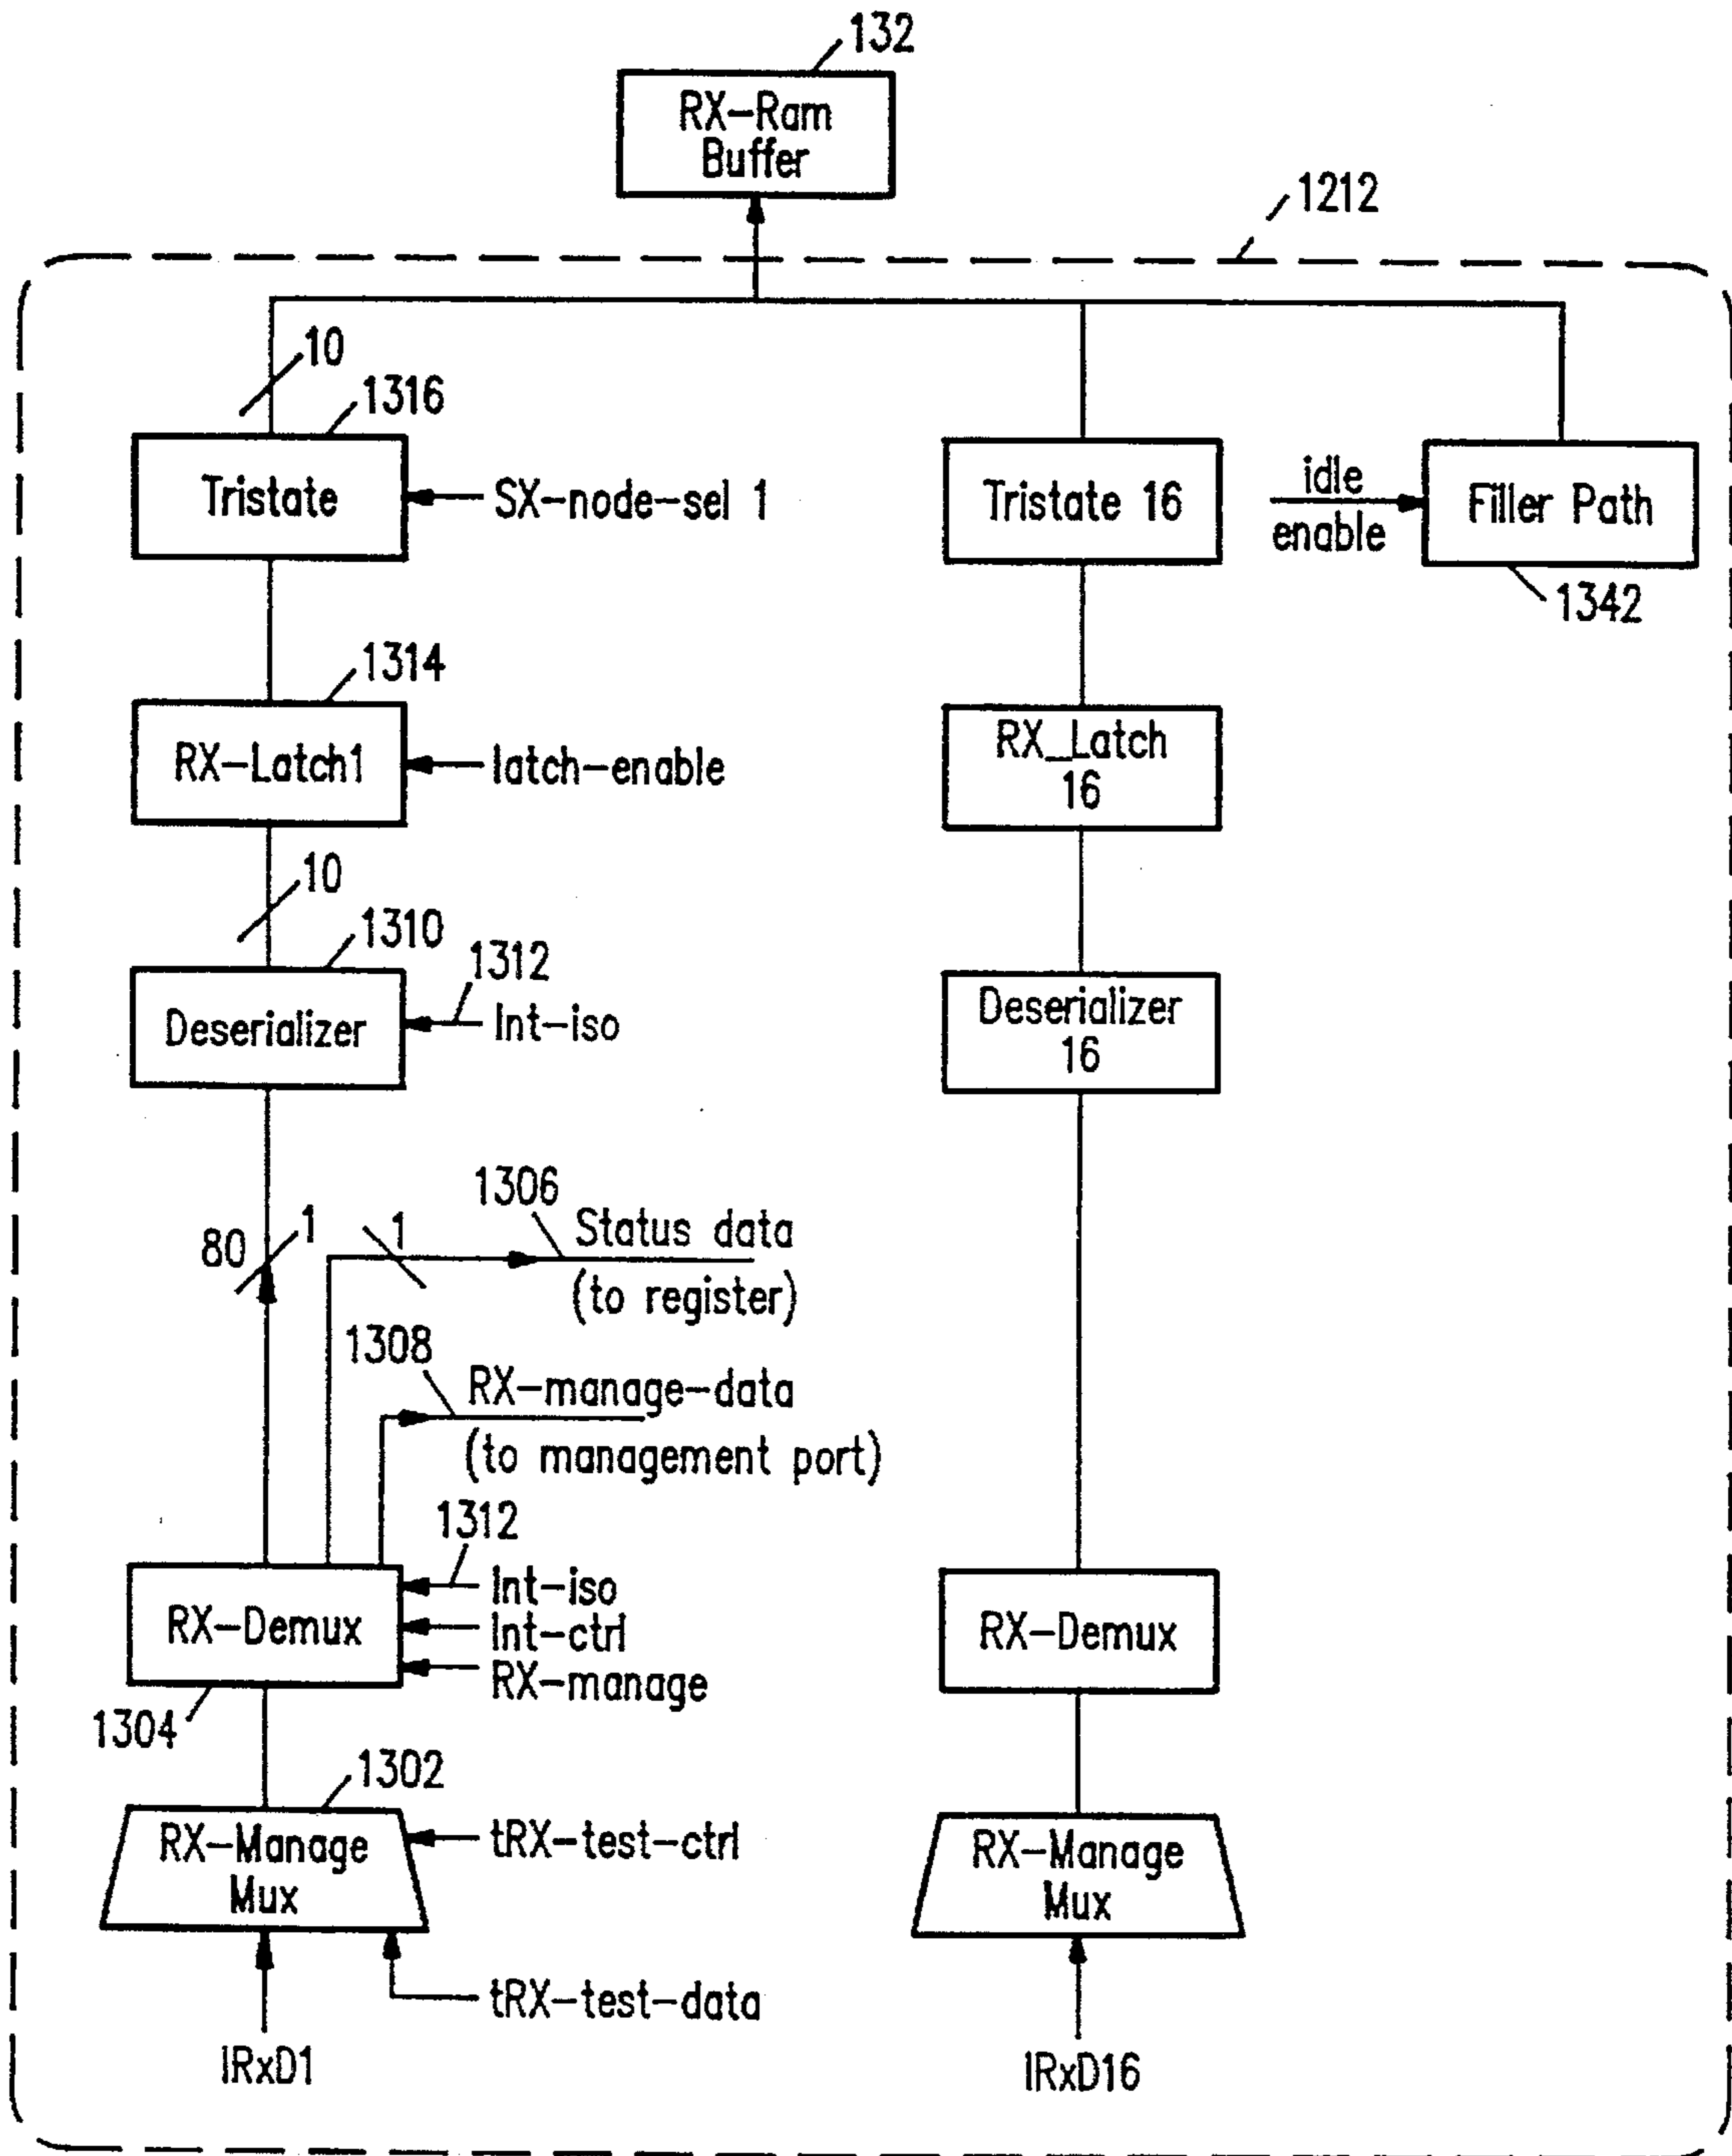 132
RX-Ram
Buffer
1212
10
1316
Tristate
SX-node-sel 1
Tristate 16
idle
enable
Filler Path
1342
1314
RX-Latch1
latch-enable
RX_Latch
16
10
1310
1312
Deserializer
Int-iso
Deserializer
16
1306
80
1
1
Status data
(to register)
1308
RX-manage-data
(to management port)
1312
RX-Demux
Int-iso
Int-ctrl
RX-manage
RX-Demux
1304
1302
RX-Manage
Mux
tRX-test-ctrl
RX-Manage
Mux
tRX-test-data
IRxD1
IRxD16